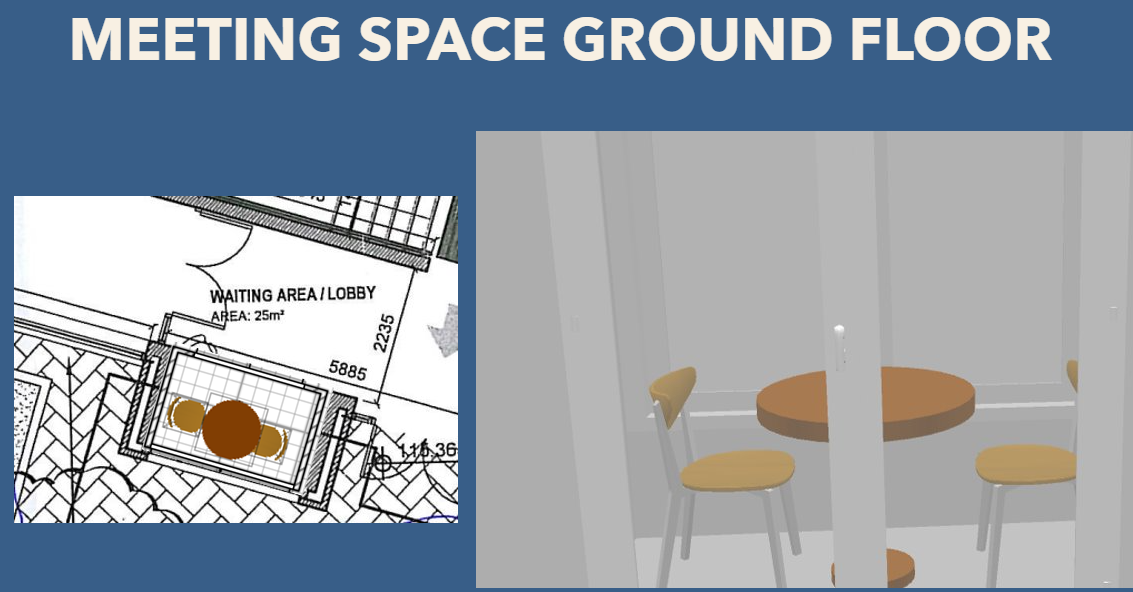 MEETING SPACE GROUND FLOOR
WAITING AREA / LOBBY
AREA: 25m²
2235
5885